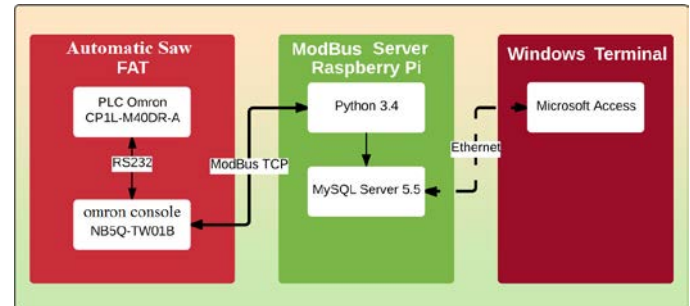 Automatic Saw
FAT
PLC Omron
CP1L-M40DR-A
RS232
omron console
NB5Q-TW01B
ModBus TCP
ModBus Server
Raspberry Pi
Python 3.4
MySQL Server 5.5
Ethernet
Windows Terminal
Microsoft Access